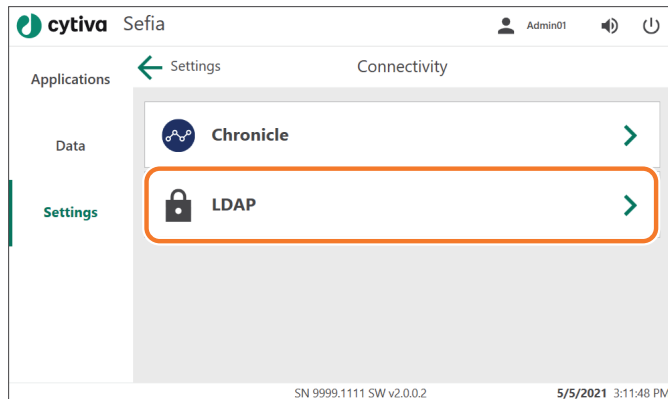 cytiva Sefia Admin01
Applications
Settings Connectivity
Chronicle
Data
LDAP
Settings
SN 9999.1111 SW v2.0.0.2 5/5/2021 3:11:48 PM